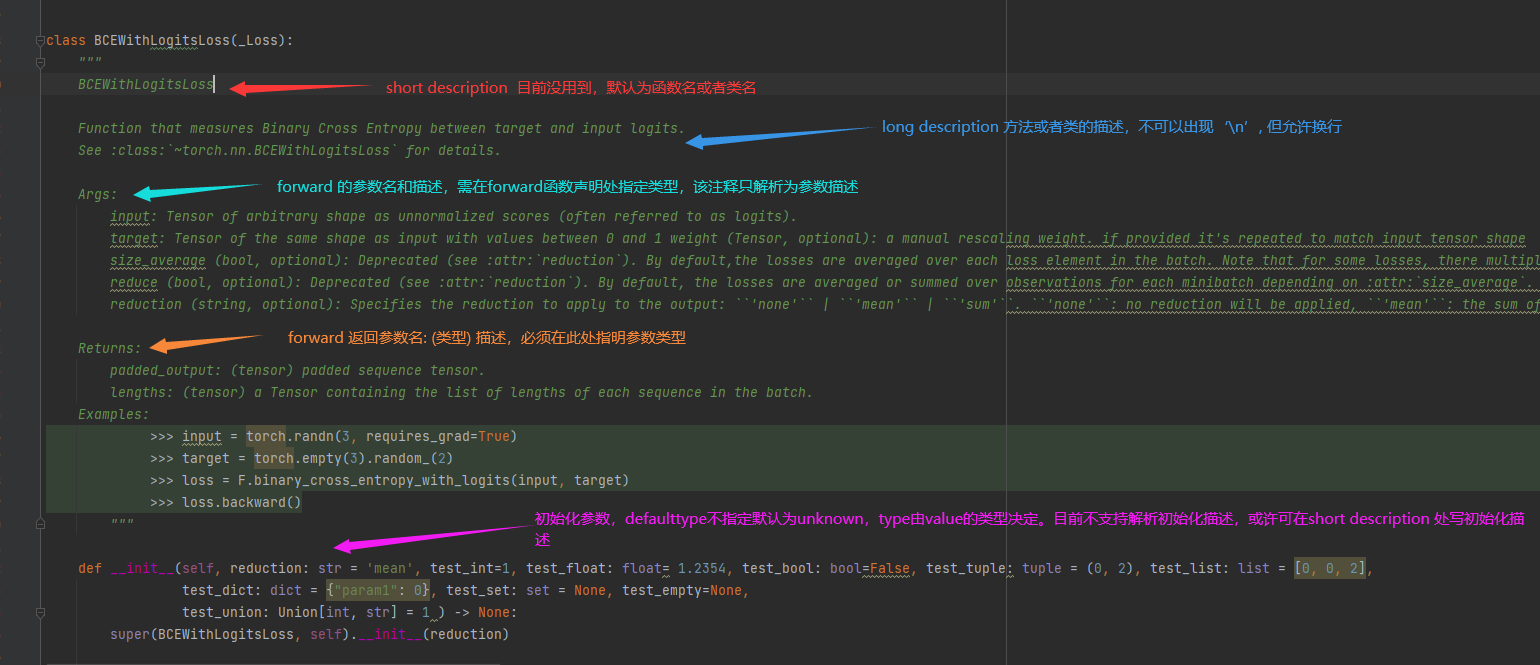 class BCEWithLogitsLoss(_Loss):
"""
BCEWithLogitsLoss
short description 目前没用到，默认为函数名或者类名
Function that measures Binary Cross Entropy between target and input logits.
long description 方法或者类的描述，不可以出现‘\n’, 但允许换行
See :class:`~torch.nn.BCEWithLogitsLoss` for details.
Args:
forward 的参数名和描述，需在forward函数声明处指定类型，该注释只解析为参数描述
input: Tensor of arbitrary shape as unnormalized scores (often referred to as logits).
target: Tensor of the same shape as input with values between 0 and 1 weight (Tensor, optional): a manual rescaling weight. if provided it's repeated to match input tensor shape
size_average (bool, optional): Deprecated (see :attr:`reduction`). By default,the losses are averaged over each loss element in the batch. Note that for some losses, there multipl
reduce (bool, optional): Deprecated (see :attr:`reduction`). By default, the losses are averaged or summed over observations for each minibatch depending on :attr:`size_average`.
reduction (string, optional): Specifies the reduction to apply to the output: ``'none'`` | ``'mean'`` | ``'sum'``. ``'none'``: no reduction will be applied, ``'mean'``: the sum of
Returns:
forward 返回参数名: (类型) 描述，必须在此处指明参数类型
padded_output: (tensor) padded sequence tensor.
lengths: (tensor) a Tensor containing the list of lengths of each sequence in the batch.
Examples:
>>> input = torch.randn(3, requires_grad=True)
>>> target = torch.empty(3).random_(2)
>>> loss = F.binary_cross_entropy_with_logits(input, target)
>>> loss.backward()
"""
初始化参数，defaulttype不指定默认为unknown，type由value的类型决定。目前不支持解析初始化描述，或许可在short description 处写初始化描
述
def __init__(self, reduction: str = 'mean', test_int=1, test_float: float= 1.2354, test_bool: bool=False, test_tuple: tuple = (0, 2), test_list: list = [0, 0, 2],
test_dict: dict = {"param1": 0}, test_set: set = None, test_empty=None,
test_union: Union[int, str] = 1 ) -> None:
super(BCEWithLogitsLoss, self).__init__(reduction)